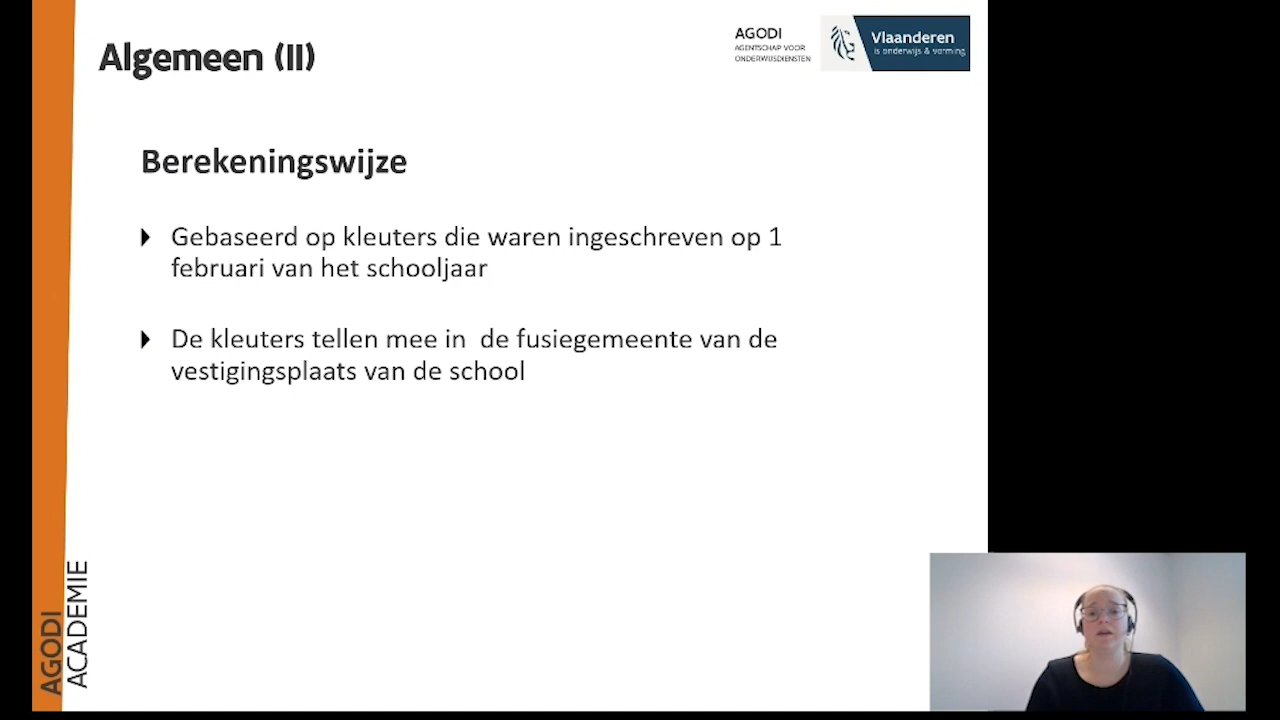 Algemeen (II)
AGODI
AGENTSCHAP VOOR
ONDERWIJSDIENSTEN
Vlaanderen
is onderwijs & vorming
Berekeningswijze
Gebaseerd op kleuters die waren ingeschreven op 1
februari van het schooljaar
De kleuters tellen mee in de fusiegemeente van de
vestigingsplaats van de school
AGODI
ACADEMIE